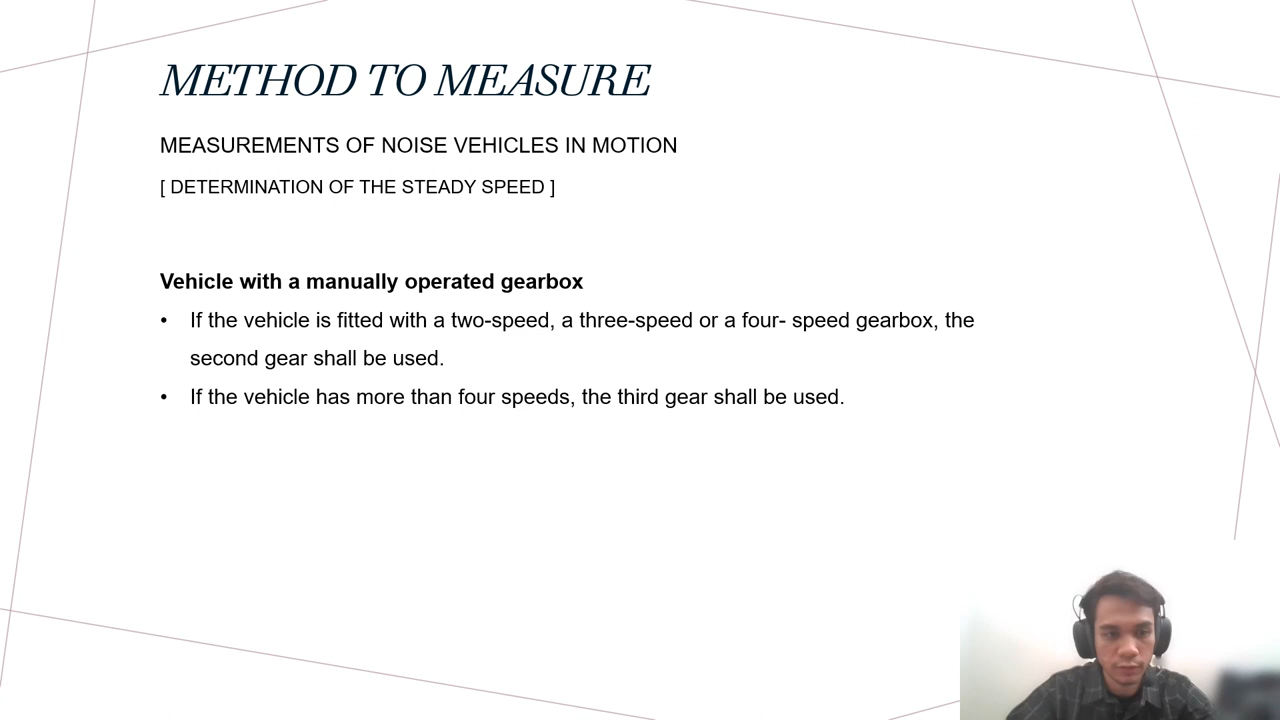 METHOD TO MEASURE
MEASUREMENTS OF NOISE VEHICLES IN MOTION
[ DETERMINATION OF THE STEADY SPEED ]
Vehicle with a manually operated gearbox
• If the vehicle is fitted with a two-speed, a three-speed or a four- speed gearbox, the
second gear shall be used.
• If the vehicle has more than four speeds, the third gear shall be used.